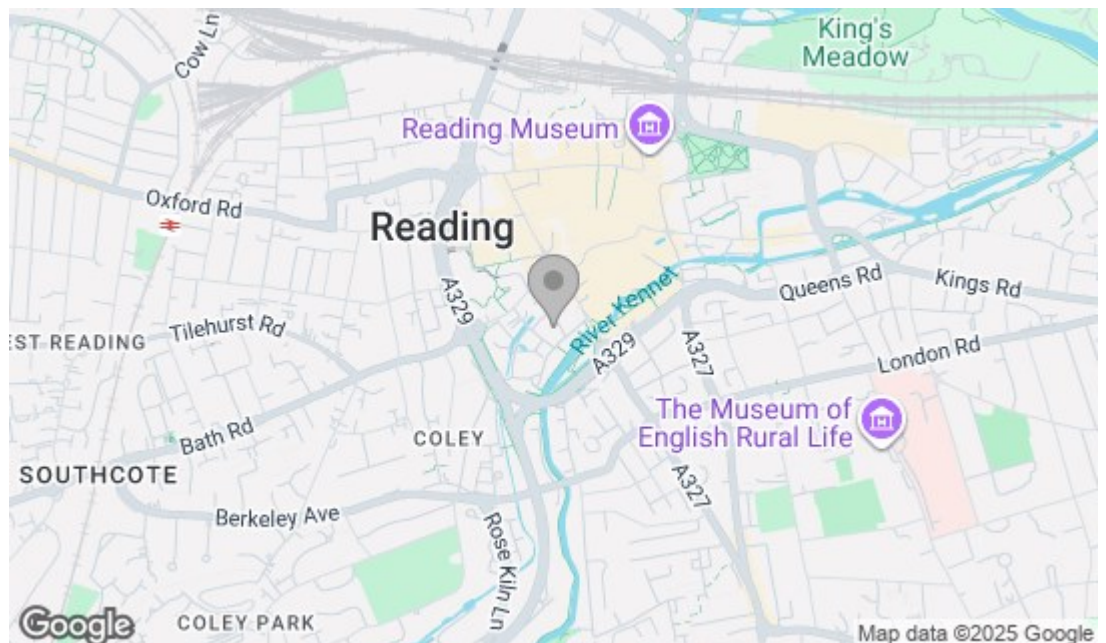 King's
Meadow
Cow Ln
Reading Museum
Oxford Rd
Reading
A329
River Kennet
Queens Rd
Kings Rd
EST READING
Tilehurst Rd
A329
A327
London Rd
The Museum of
English Rural Life
Bath Rd
COLEY
SOUTHCOTE
A327
Berkeley Ave
Rose Kiln Ln
COLEY PARK
Google
Map data ©2025 Google